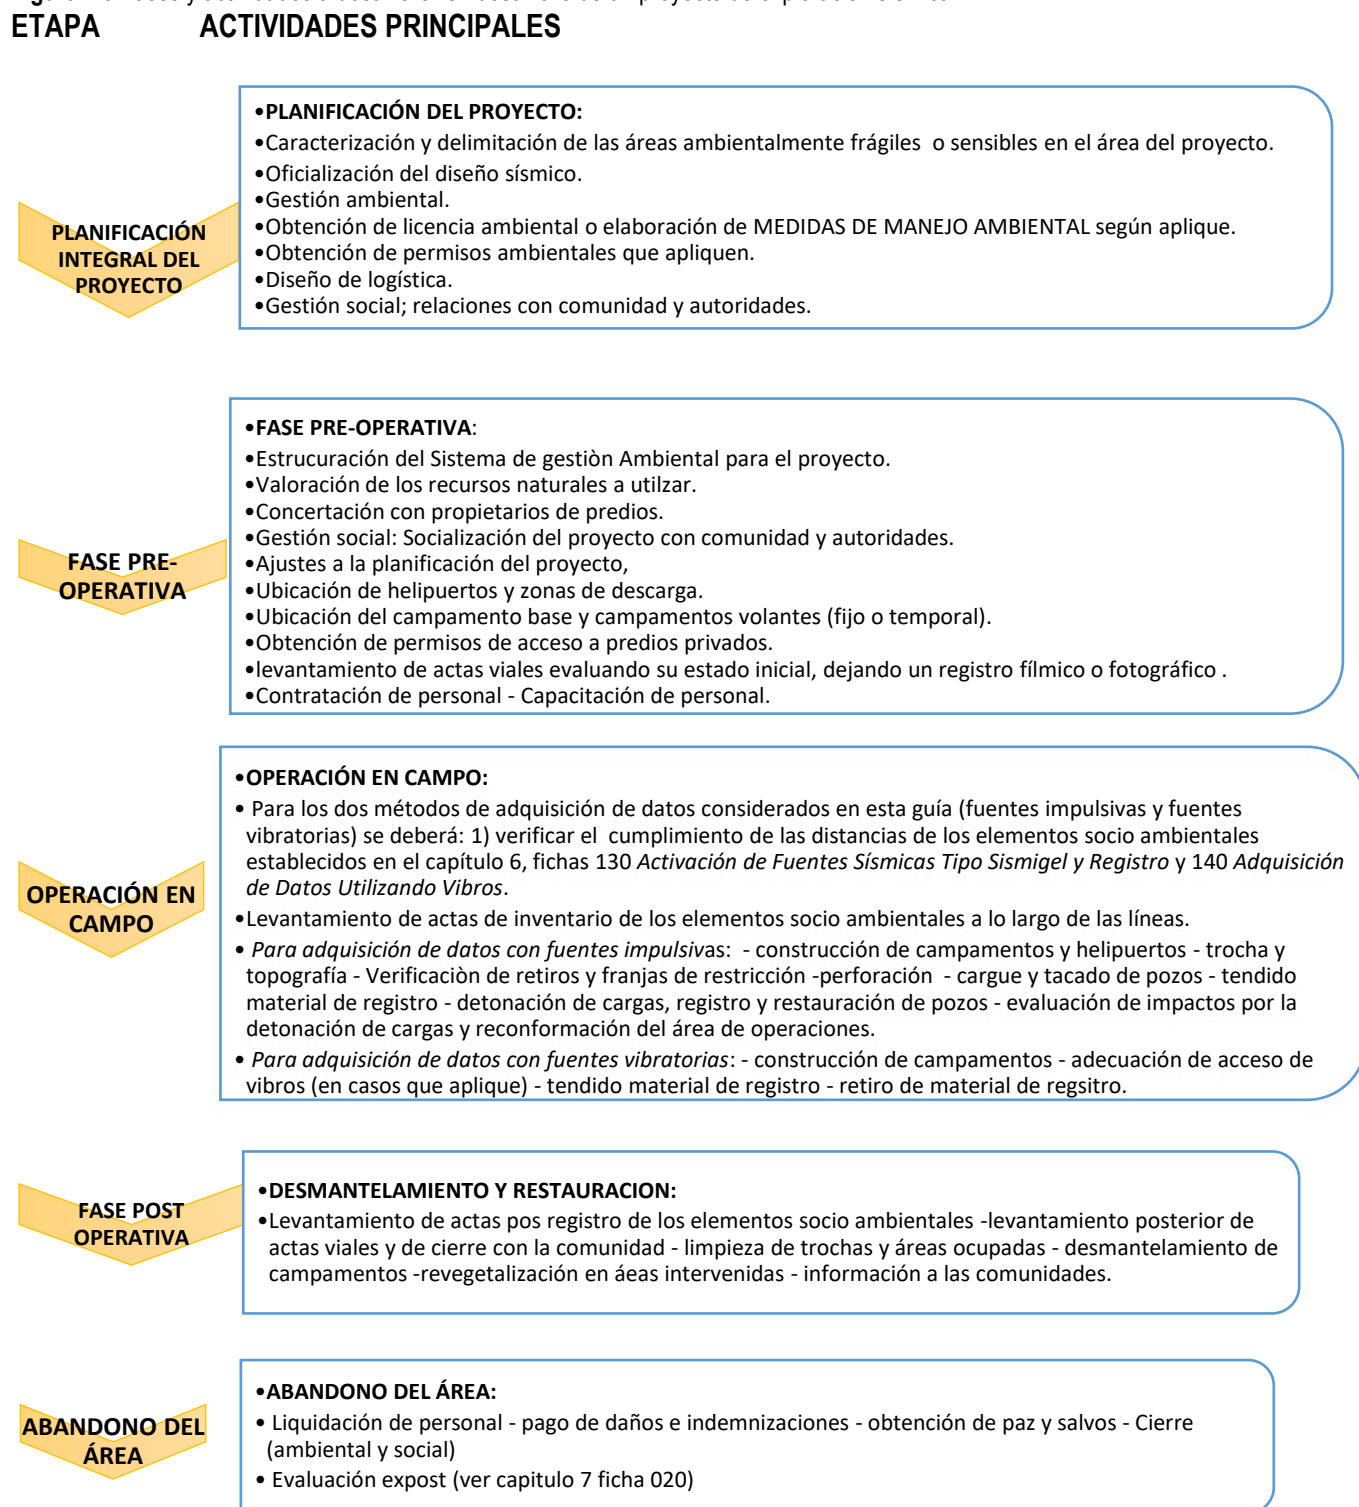 ETAPA ACTIVIDADES PRINCIPALES
PLANIFICACIÓN
INTEGRAL DEL
PROYECTO
•PLANIFICACIÓN DEL PROYECTO:
•Caracterización y delimitación de las áreas ambientalmente frágiles o sensibles en el área del proyecto.
•Oficialización del diseño sísmico.
•Gestión ambiental.
•Obtención de licencia ambiental o elaboración de MEDIDAS DE MANEJO AMBIENTAL según aplique.
•Obtención de permisos ambientales que apliquen.
•Diseño de logística.
•Gestión social; relaciones con comunidad y autoridades.
FASE PRE-
OPERATIVA
•FASE PRE-OPERATIVA:
•Estrucuración del Sistema de gestiòn Ambiental para el proyecto.
•Valoración de los recursos naturales a utilzar.
•Concertación con propietarios de predios.
•Gestión social: Socialización del proyecto con comunidad y autoridades.
•Ajustes a la planificación del proyecto,
•Ubicación de helipuertos y zonas de descarga.
•Ubicación del campamento base y campamentos volantes (fijo o temporal).
•Obtención de permisos de acceso a predios privados.
•levantamiento de actas viales evaluando su estado inicial, dejando un registro fílmico o fotográfico .
•Contratación de personal - Capacitación de personal.
OPERACIÓN EN
CAMPO
•OPERACIÓN EN CAMPO:
• Para los dos métodos de adquisición de datos considerados en esta guía (fuentes impulsivas y fuentes
vibratorias) se deberá: 1) verificar el cumplimiento de las distancias de los elementos socio ambientales
establecidos en el capítulo 6, fichas 130 Activación de Fuentes Sísmicas Tipo Sismigel y Registro y 140 Adquisición
de Datos Utilizando Vibros.
•Levantamiento de actas de inventario de los elementos socio ambientales a lo largo de las líneas.
• Para adquisición de datos con fuentes impulsivas: - construcción de campamentos y helipuertos - trocha y
topografía - Verificaciòn de retiros y franjas de restricción -perforación - cargue y tacado de pozos - tendido
material de registro - detonación de cargas, registro y restauración de pozos - evaluación de impactos por la
detonación de cargas y reconformación del área de operaciones.
• Para adquisición de datos con fuentes vibratorias: - construcción de campamentos - adecuación de acceso de
vibros (en casos que aplique) - tendido material de registro - retiro de material de regsitro.
FASE POST
OPERATIVA
•DESMANTELAMIENTO Y RESTAURACION:
•Levantamiento de actas pos registro de los elementos socio ambientales -levantamiento posterior de
actas viales y de cierre con la comunidad - limpieza de trochas y áreas ocupadas - desmantelamiento de
campamentos -revegetalización en áeas intervenidas - información a las comunidades.
ABANDONO DEL
ÁREA
•ABANDONO DEL ÁREA:
• Liquidación de personal - pago de daños e indemnizaciones - obtención de paz y salvos - Cierre
(ambiental y social)
• Evaluación expost (ver capitulo 7 ficha 020)